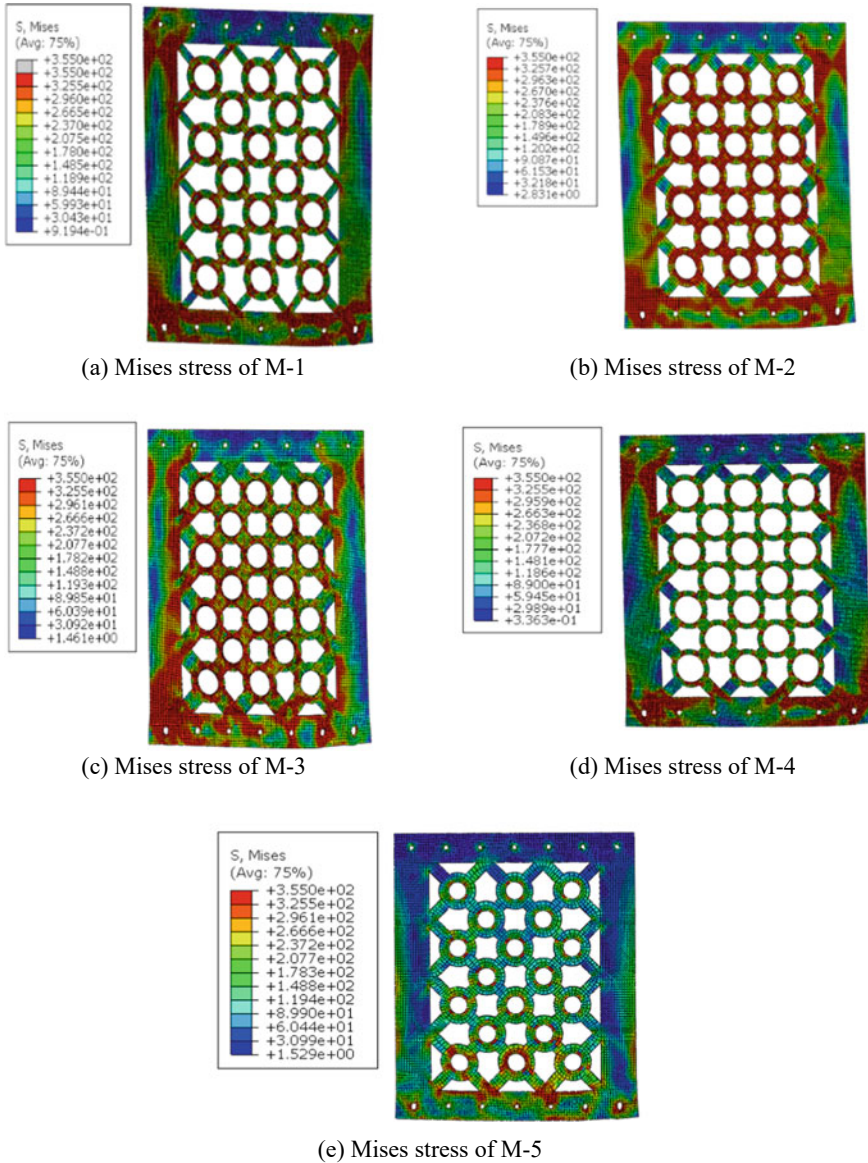 S, Mises
(Avg: 75%)
+3.550e+02
+3.550e+02
+3.255e+02
+2.960e+02
+2.665e+02
+2.370e+02
+2.075e+02
+1.780e+02
+1.485e+02
+1.189e+02
+8.944e+01
+5.993e+01
+3.043e+01
+9.194e-01
S, Mises
(Avg: 75%)
+3.550e+02
+3.257e+02
+2.963e+02
+2.670e+02
+2.376e+02
+2.083e+02
+1.789e+02
+1.496e+02
+1.202e+02
+9.087e+01
+6.153e+01
+3.218e+01
+2.831e+00
(a) Mises stress of M-1
(b) Mises stress of M-2
S, Mises
(Avg: 75%)
+3.550e+02
+3.255e+02
+2.961e+02
+2.666e+02
+2.372e+02
+2.077e+02
+1.782e+02
+1.488e+02
+1.193e+02
+8.985e+01
+6.039e+01
+3.092e+01
+1.461e+00
S, Mises
(Avg: 75%)
+3.550e+02
+3.255e+02
+2.959e+02
+2.663e+02
+2.368e+02
+2.072e+02
+1.777e+02
+1.481e+02
+1.186e+02
+8.900e+01
+5.945e+01
+2.989e+01
+3.363e-01
(c) Mises stress of M-3
(d) Mises stress of M-4
S, Mises
(Avg: 75%)
+3.550e+02
+3.255e+02
+2.961e+02
+2.666e+02
+2.372e+02
+2.077e+02
+1.783e+02
+1.488e+02
+1.194e+02
+8.990e+01
+6.044e+01
+3.099e+01
+1.529e+00
(e) Mises stress of M-5